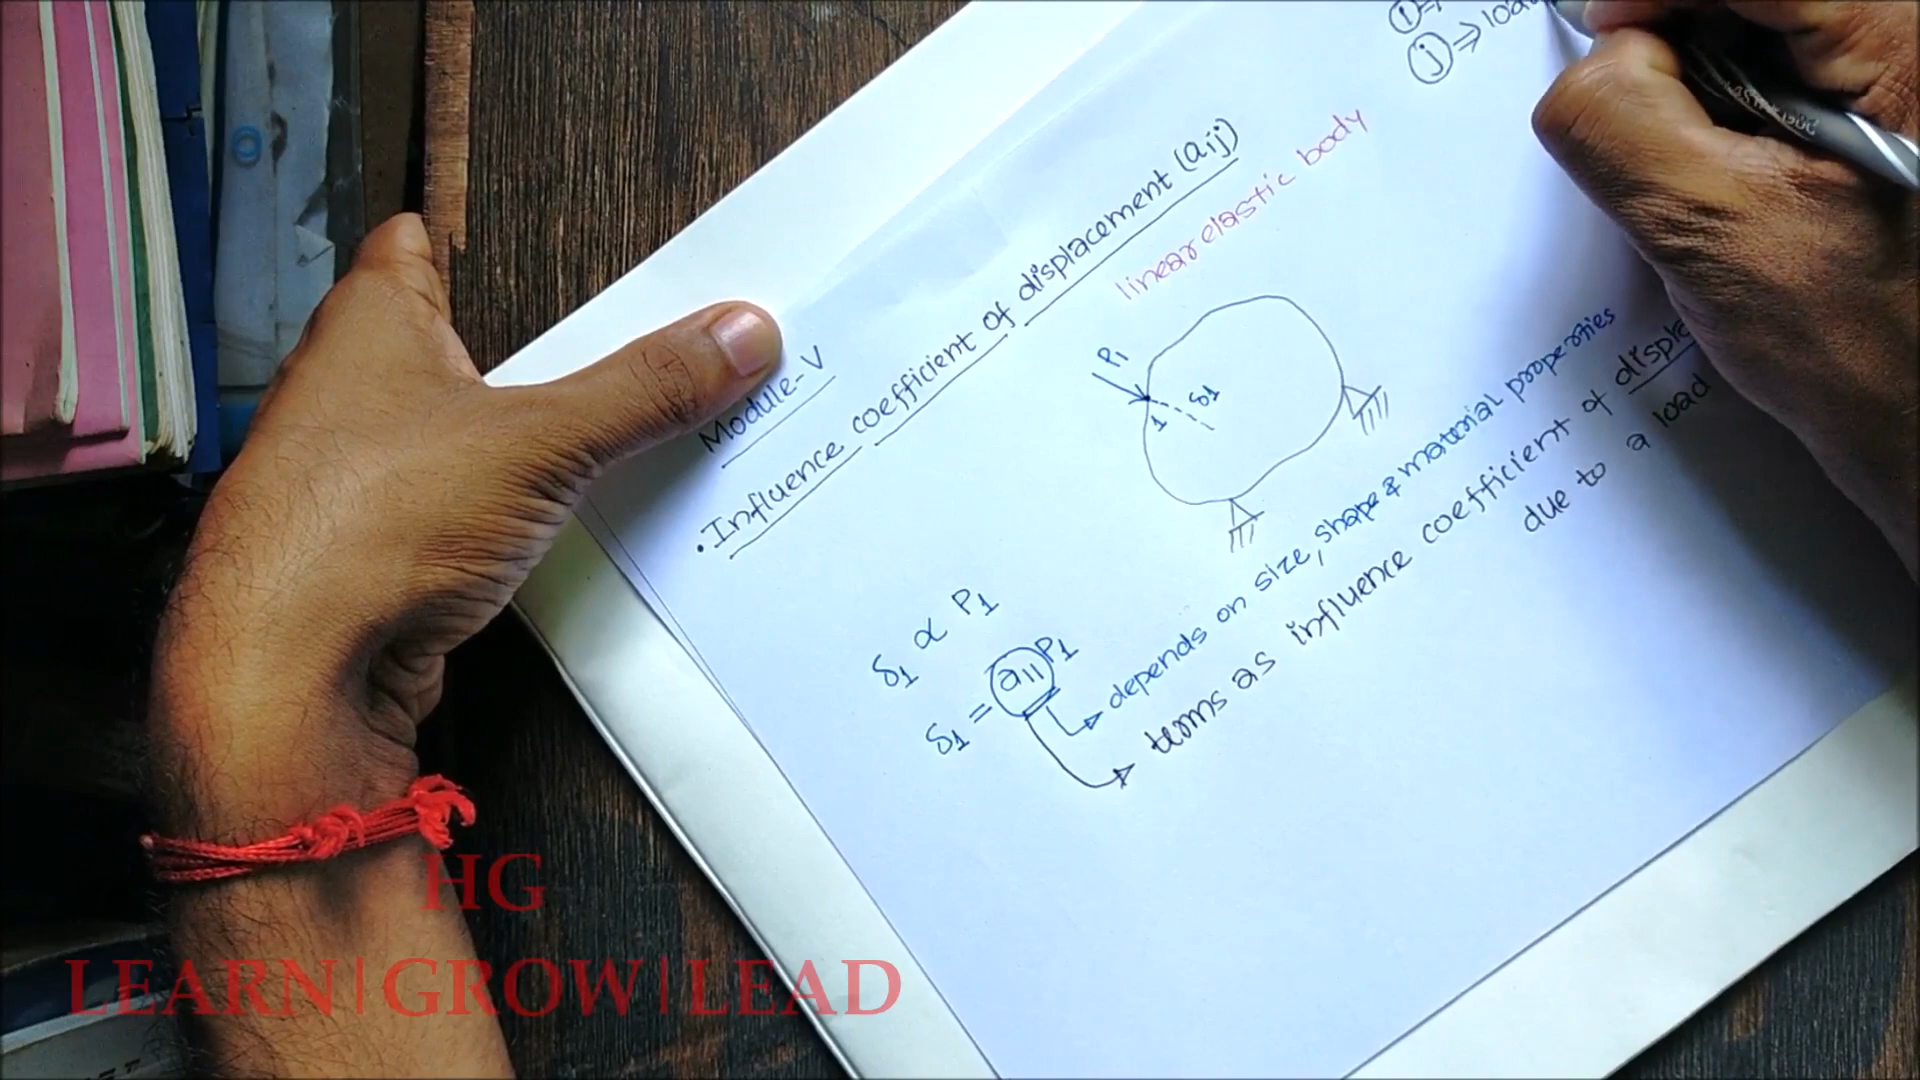 Module-V
• Influence coefficient of displacement (aij)
i ⇒
j ⇒ load
linear elastic body
P1
1
δ1
δ1 ∝ P1
δ1 = a11 P1
depends on size, shape & material properties
terms as influence coefficient of
due to a load
HG
LEARN|GROW|LEAD